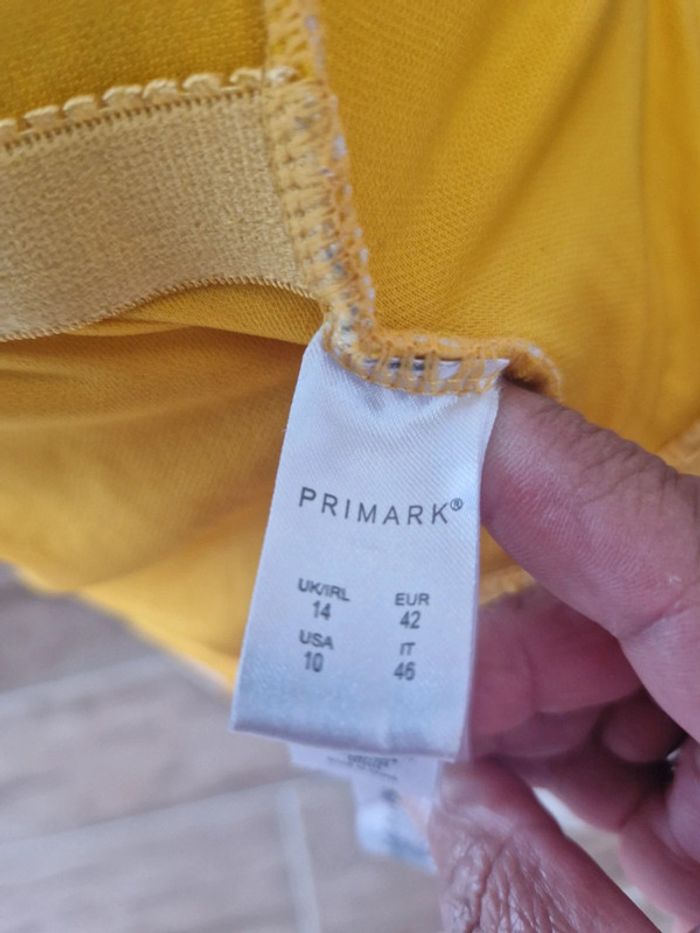 PRIMARK®
UK/IRL EUR
14 42
USA IT
10 46